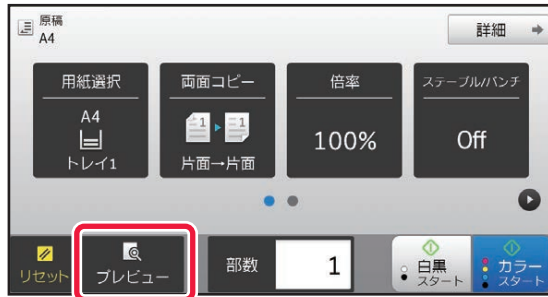 原稿
A4
詳細
用紙選択
A4
トレイ1
両面コピー
1
1
片面→片面
倍率
100%
ステープル/パンチ
Off
リセット
プレビュー
部数
1
白黒
スタート
カラー
スタート